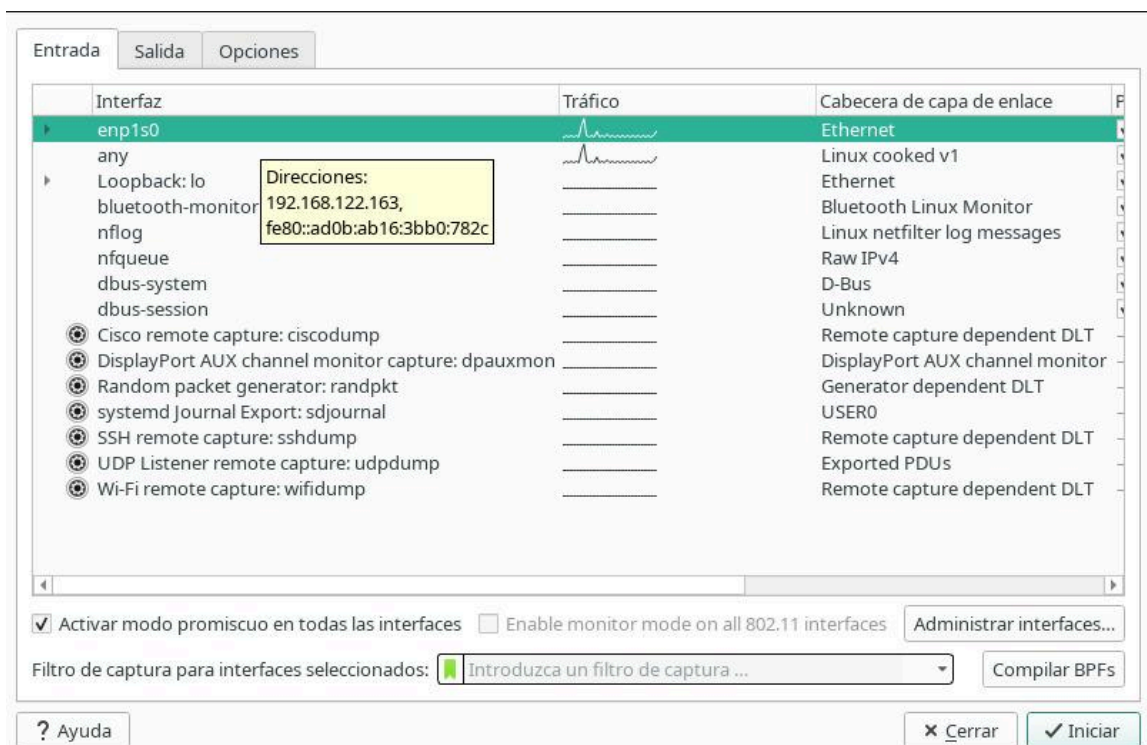 Entrada Salida Opciones
Interfaz Tráfico Cabecera de capa de enlace P
enp1s0 Ethernet
any Linux cooked v1
Loopback: lo Ethernet
bluetooth-monitor Bluetooth Linux Monitor
nflog Linux netfilter log messages
nfqueue Raw IPv4
dbus-system D-Bus
dbus-session Unknown
Cisco remote capture: ciscodump Remote capture dependent DLT
DisplayPort AUX channel monitor capture: dpauxmon DisplayPort AUX channel monitor
Random packet generator: randpkt Generator dependent DLT
systemd Journal Export: sdjournal USER0
SSH remote capture: sshdump Remote capture dependent DLT
UDP Listener remote capture: udpdump Exported PDUs
Wi-Fi remote capture: wifidump Remote capture dependent DLT
Direcciones:
192.168.122.163,
fe80::ad0b:ab16:3bb0:782c
Activar modo promiscuo en todas las interfaces Enable monitor mode on all 802.11 interfaces Administrar interfaces...
Filtro de captura para interfaces seleccionados: Introduzca un filtro de captura ... Compilar BPFs
? Ayuda Cerrar Iniciar